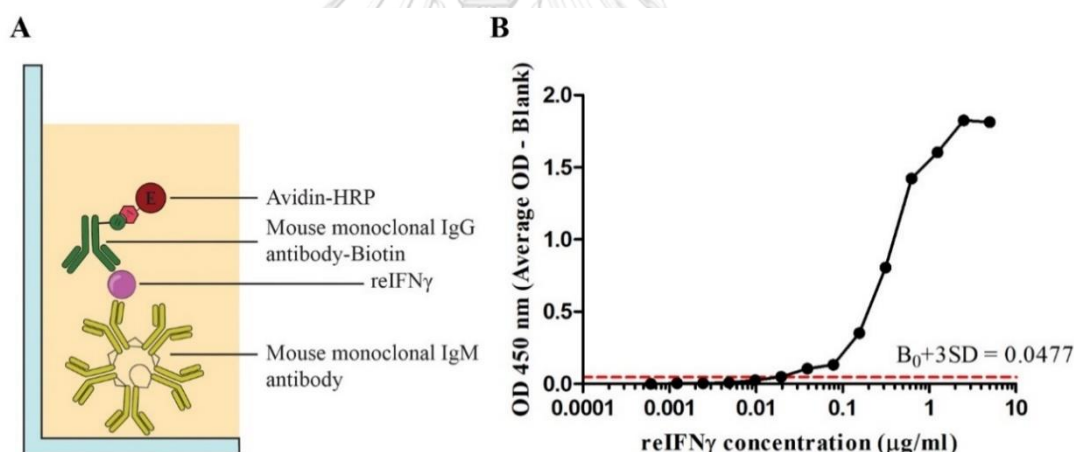 A
Avidin-HRP
E
Mouse monoclonal IgG
antibody-Biotin
reIFNγ
Mouse monoclonal IgM
antibody
B
OD 450 nm (Average OD - Blank)
2.0
1.5
1.0
0.5
0.0
B₀+3SD = 0.0477
0.0001
0.001
0.01
0.1
1
10
reIFNγ concentration (μg/ml)